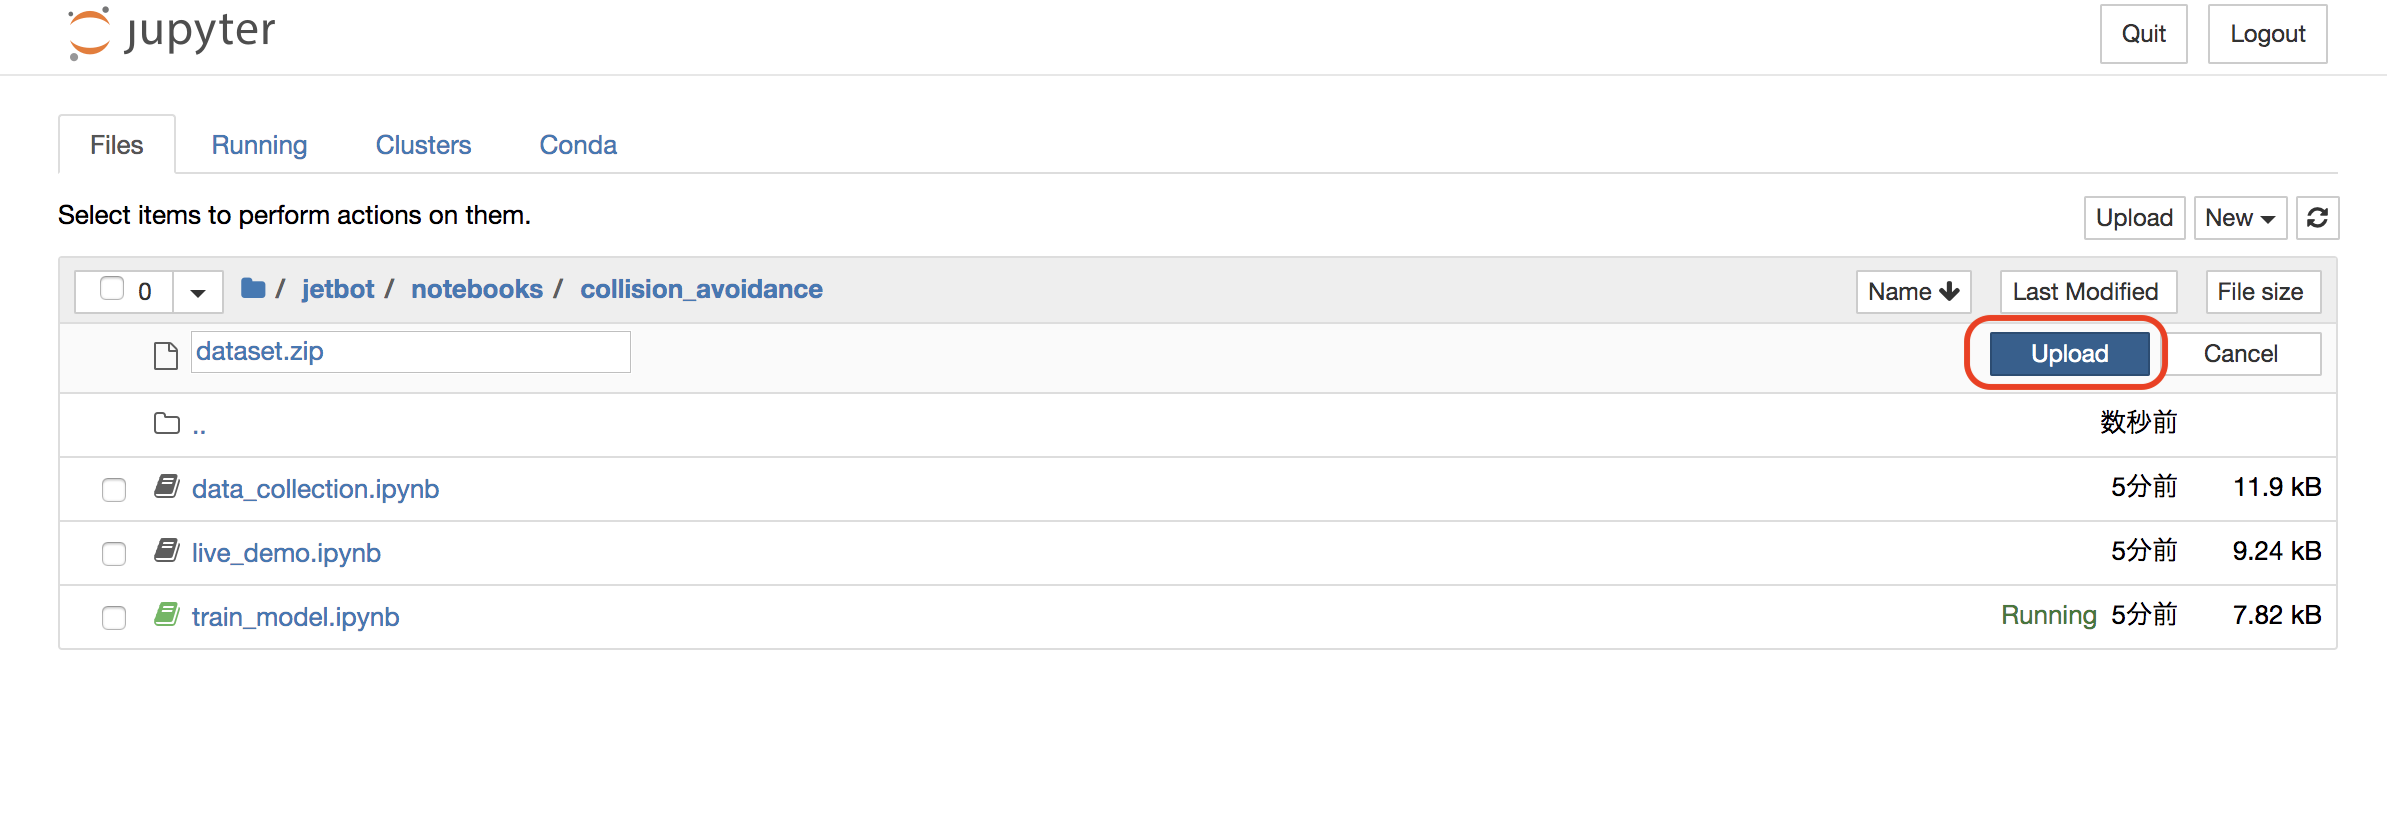 jupyter Quit Logout
Files Running Clusters Conda
Select items to perform actions on them. Upload New
0 / jetbot / notebooks / collision_avoidance Name Last Modified File size
dataset.zip Upload Cancel
.. 数秒前
data_collection.ipynb 5分前 11.9 kB
live_demo.ipynb 5分前 9.24 kB
train_model.ipynb Running 5分前 7.82 kB